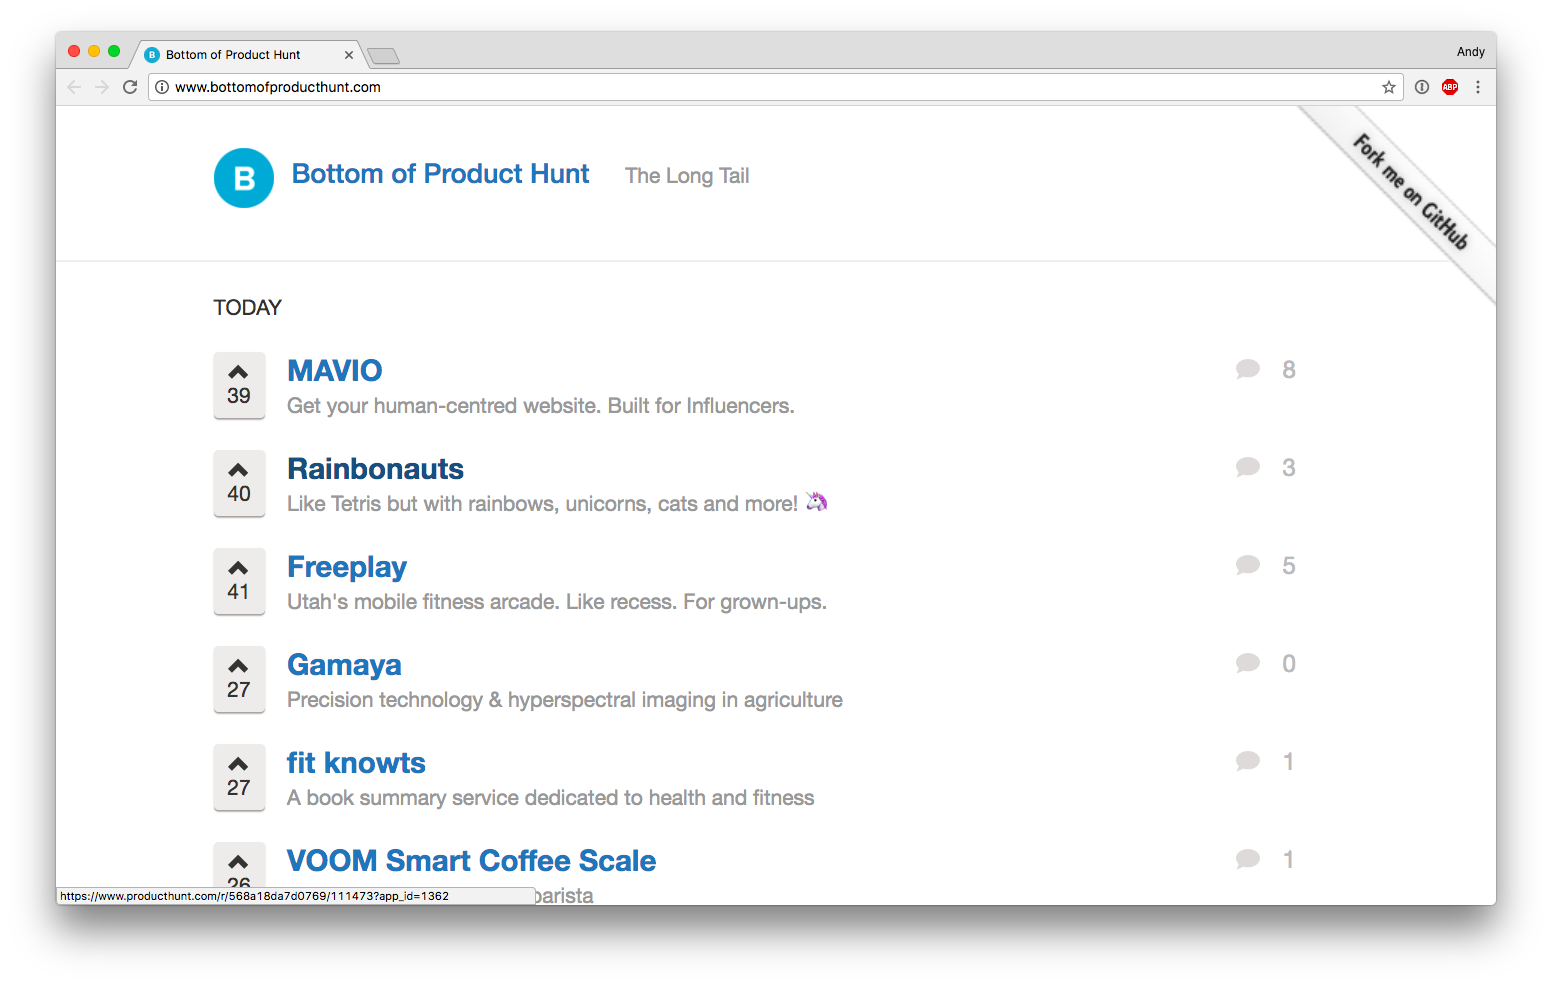 Bottom of Product Hunt
Andy
www.bottomofproducthunt.com
ABP
B Bottom of Product Hunt The Long Tail
Fork me on GitHub
TODAY
MAVIO 8
39
Get your human-centred website. Built for Influencers.
Rainbonauts 3
40
Like Tetris but with rainbows, unicorns, cats and more! 🦄
Freeplay 5
41
Utah's mobile fitness arcade. Like recess. For grown-ups.
Gamaya 0
27
Precision technology & hyperspectral imaging in agriculture
fit knowts 1
27
A book summary service dedicated to health and fitness
VOOM Smart Coffee Scale 1
26
barista
https://www.producthunt.com/r/568a18da7d0769/111473?app_id=1362